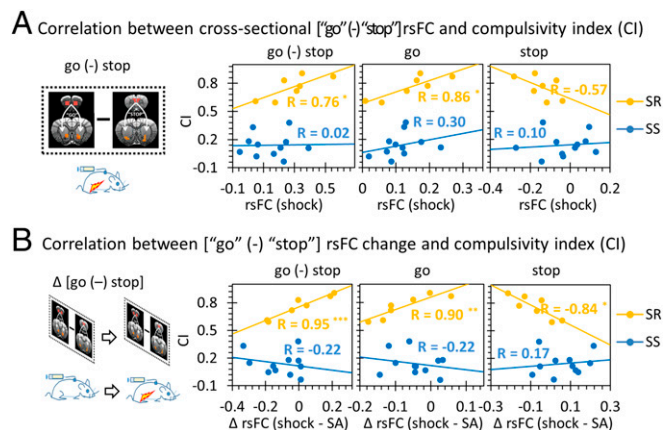 A Correlation between cross-sectional ["go"(-)"stop"]rsFC and compulsivity index (CI)
go (-) stop
STOP
go (-) stop go stop
CI
0.8
0.5
0.2
-0.1
R = 0.76 *
R = 0.02
R = 0.86 *
R = 0.30
R = -0.57
R = 0.10
SR
SS
-0.1 0.1 0.3 0.5
0 0.1 0.2 0.3
-0.4 -0.2 0 0.2
rsFC (shock) rsFC (shock) rsFC (shock)
B Correlation between ["go" (-) "stop"] rsFC change and compulsivity index (CI)
Δ [go (−) stop]
go (-) stop go stop
CI
0.8
0.5
0.2
-0.1
R = 0.95 ***
R = -0.22
R = 0.90 **
R = -0.22
R = -0.84 *
R = 0.17
SR
SS
-0.4 -0.2 0 0.2
-0.2 0 0.2
-0.3 -0.1 0.1 0.3
Δ rsFC (shock - SA) Δ rsFC (shock - SA) Δ rsFC (shock - SA)